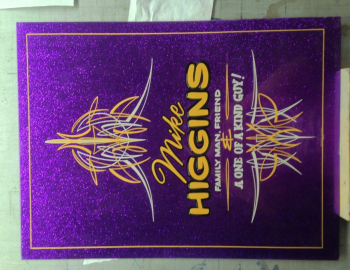 Mike
HIGGINS
FAMILY MAN, FRIEND
&
A ONE OF A KIND GUY!